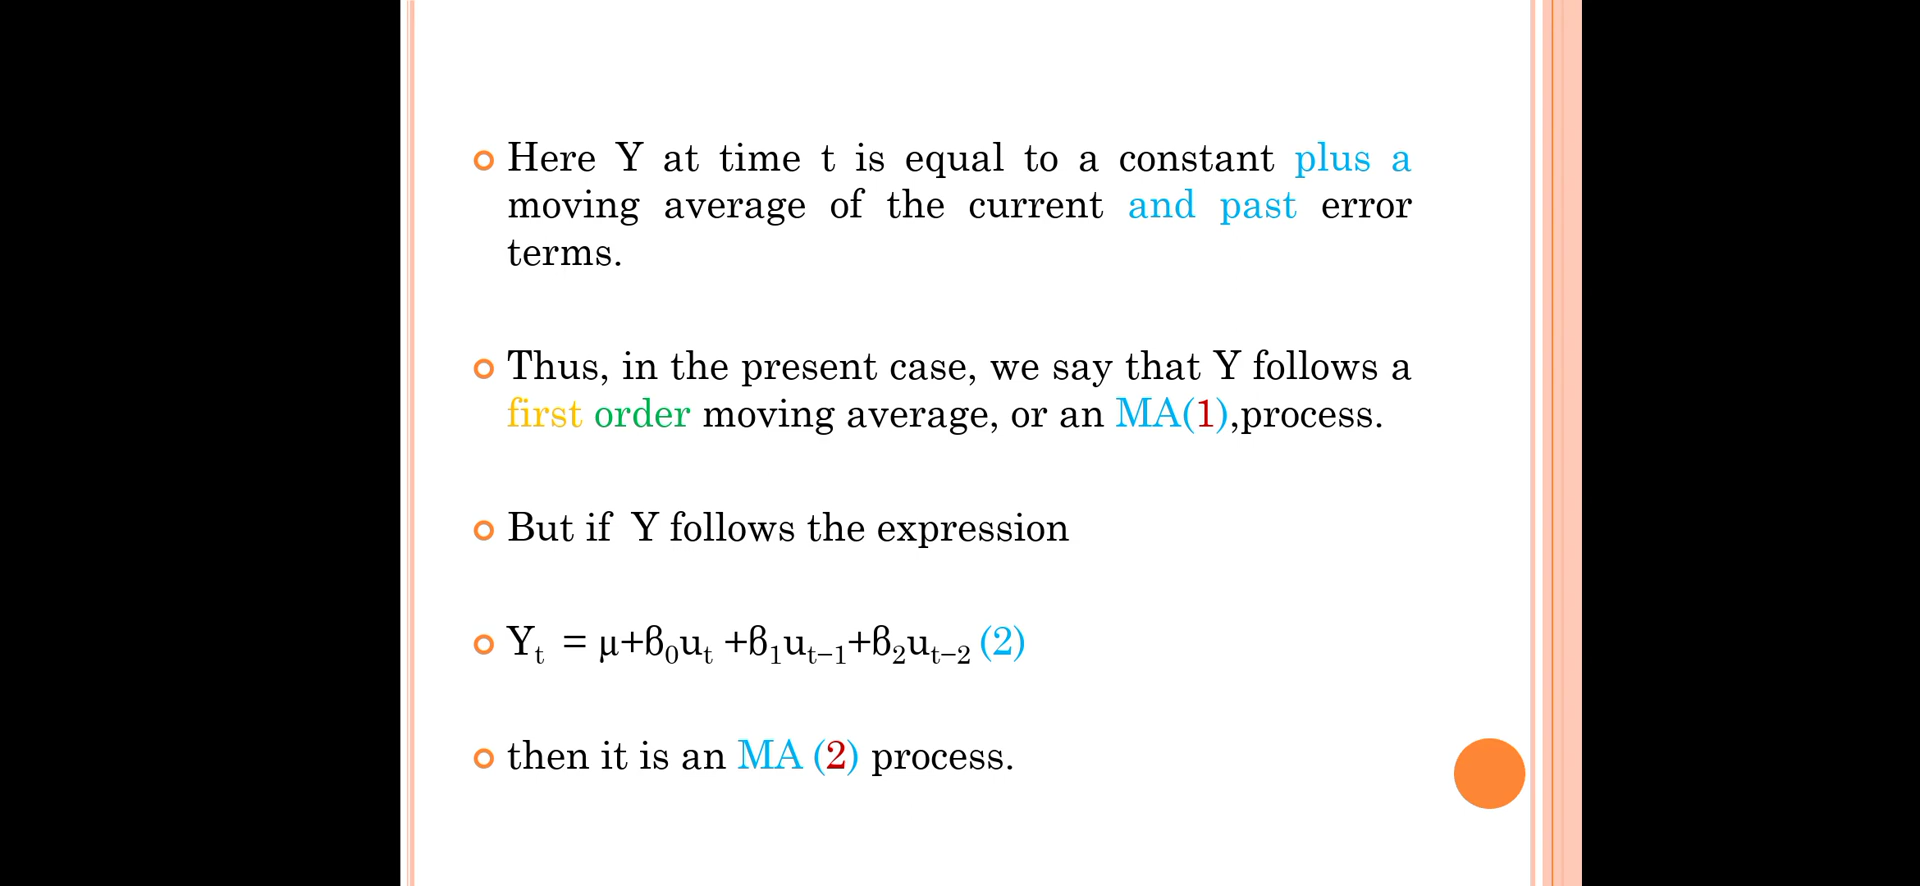 Here Y at time t is equal to a constant plus a
moving average of the current and past error
terms.
Thus, in the present case, we say that Y follows a
first order moving average, or an MA(1),process.
But if Y follows the expression
Yₜ = μ+β₀uₜ +β₁uₜ₋₁+β₂uₜ₋₂ (2)
then it is an MA (2) process.